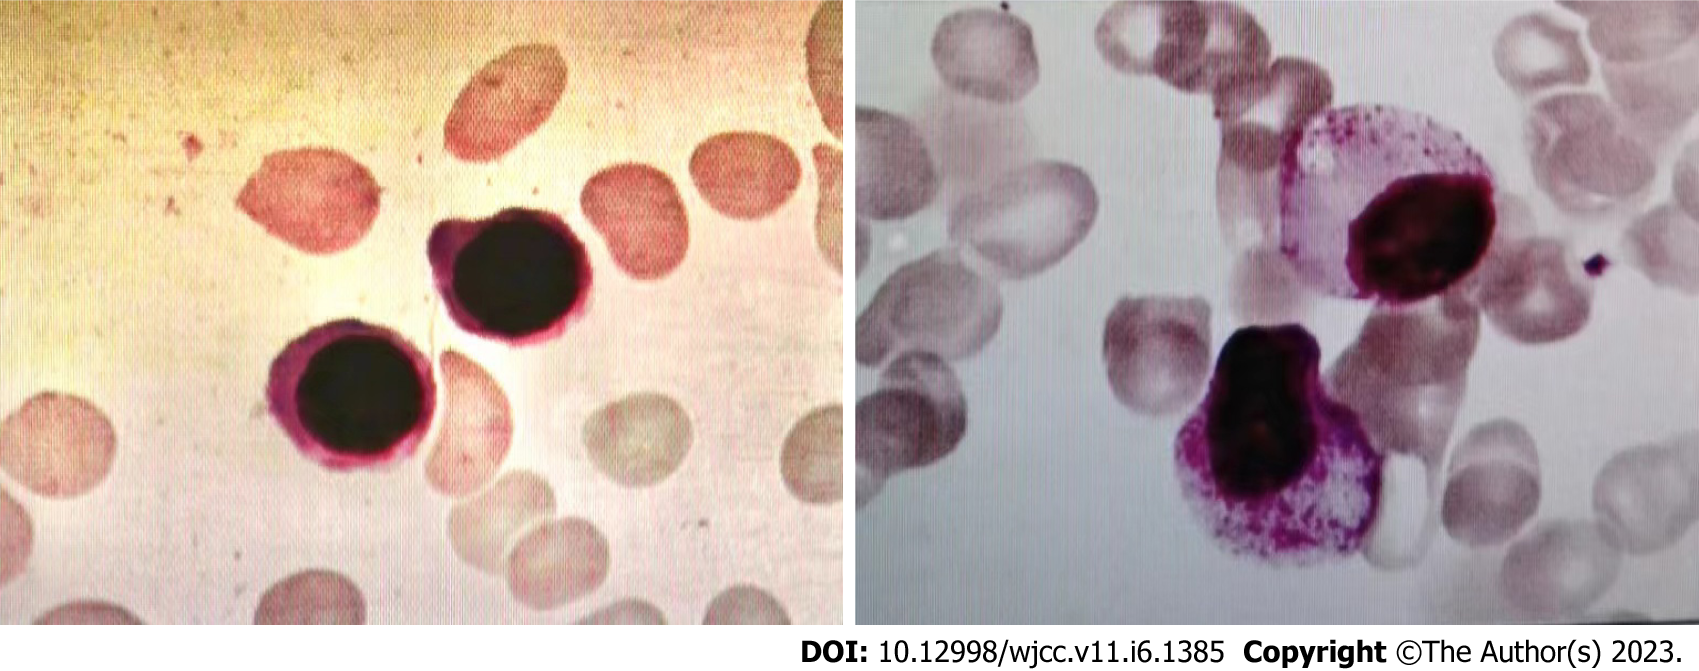 DOI: 10.12998/wjcc.v11.i6.1385 Copyright ©The Author(s) 2023.